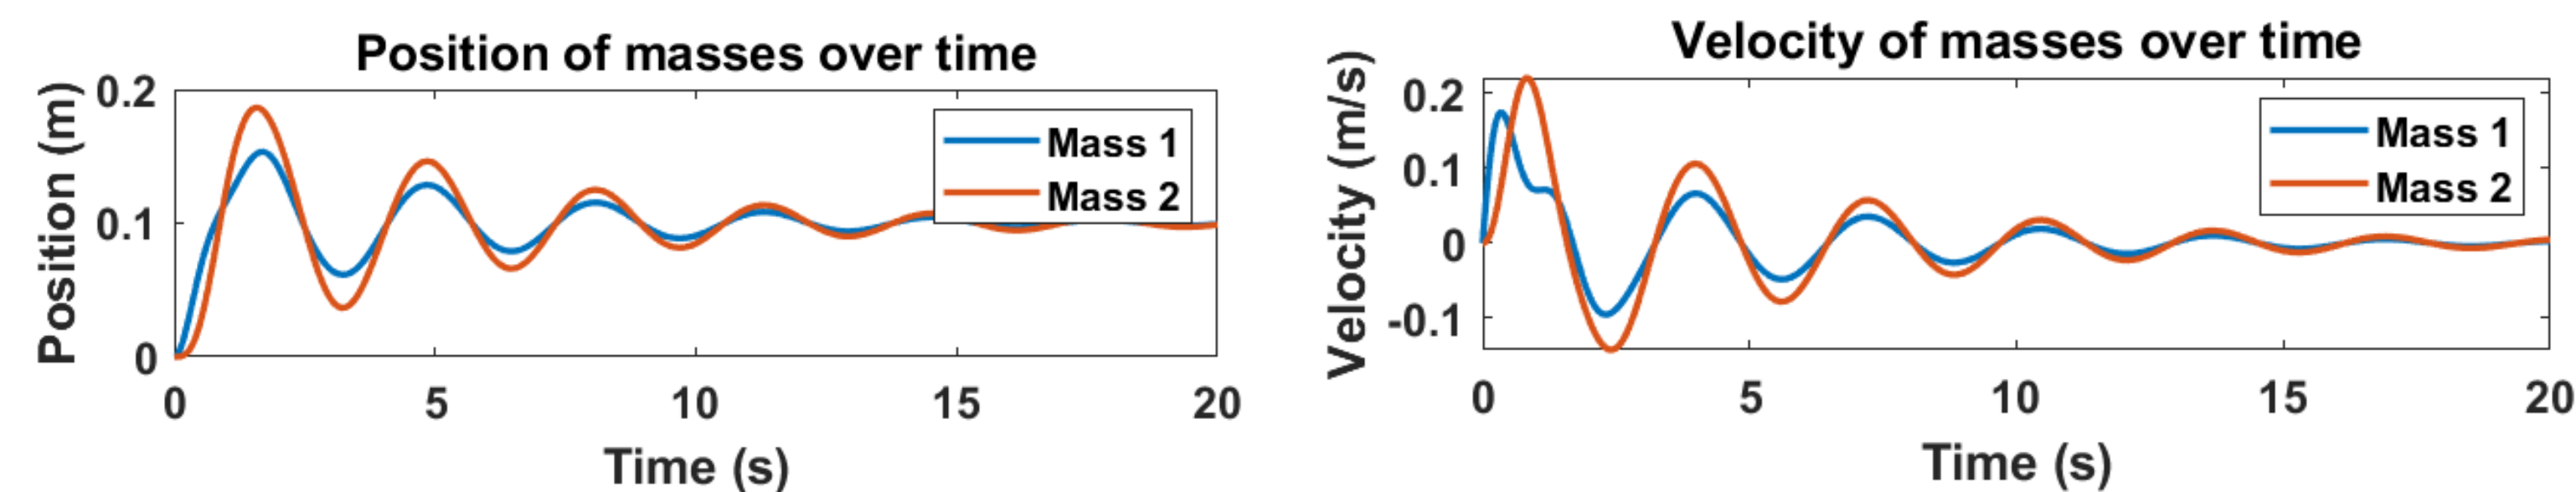 Position of masses over time
Position (m)
0.2
0.1
0
0
5
10
15
20
Time (s)
Mass 1
Mass 2
Velocity of masses over time
Velocity (m/s)
0.2
0.1
0
-0.1
0
5
10
15
20
Time (s)
Mass 1
Mass 2